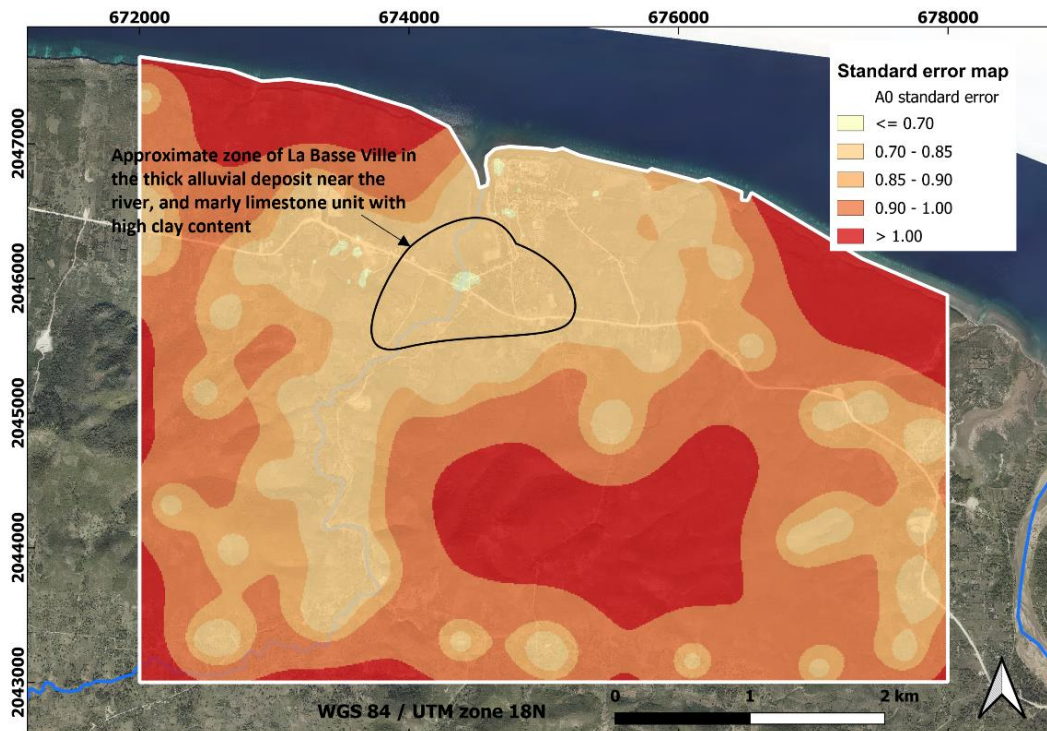 672000
674000
676000
678000
Standard error map
A0 standard error
<= 0.70
0.70 - 0.85
0.85 - 0.90
0.90 - 1.00
> 1.00
2047000
2046000
2045000
2044000
2043000
Approximate zone of La Basse Ville in
the thick alluvial deposit near the
river, and marly limestone unit with
high clay content
WGS 84 / UTM zone 18N
0
1
2 km